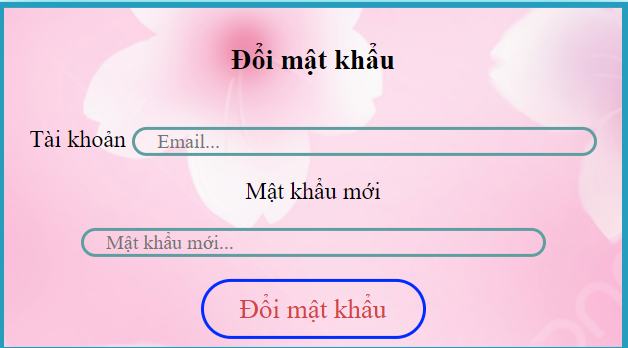 Đổi mật khẩu
Tài khoản Email...
Mật khẩu mới
Mật khẩu mới...
Đổi mật khẩu